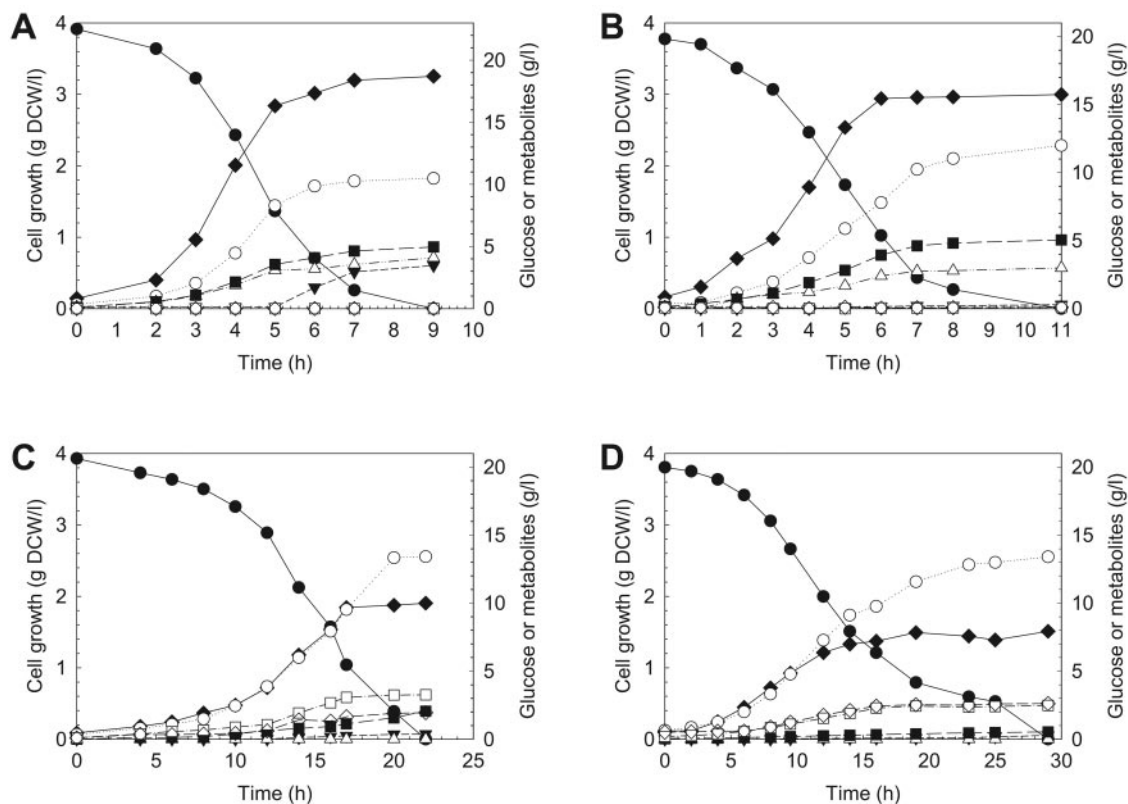 A
Cell growth (g DCW/l)
4
3
2
1
0
20
15
10
5
0
Glucose or metabolites (g/l)
0 1 2 3 4 5 6 7 8 9 10
Time (h)
B
Cell growth (g DCW/l)
4
3
2
1
0
20
15
10
5
0
Glucose or metabolites (g/l)
0 1 2 3 4 5 6 7 8 9 10 11
Time (h)
C
Cell growth (g DCW/l)
4
3
2
1
0
20
15
10
5
0
Glucose or metabolites (g/l)
0 5 10 15 20 25
Time (h)
D
Cell growth (g DCW/l)
4
3
2
1
0
20
15
10
5
0
Glucose or metabolites (g/l)
0 5 10 15 20 25 30
Time (h)